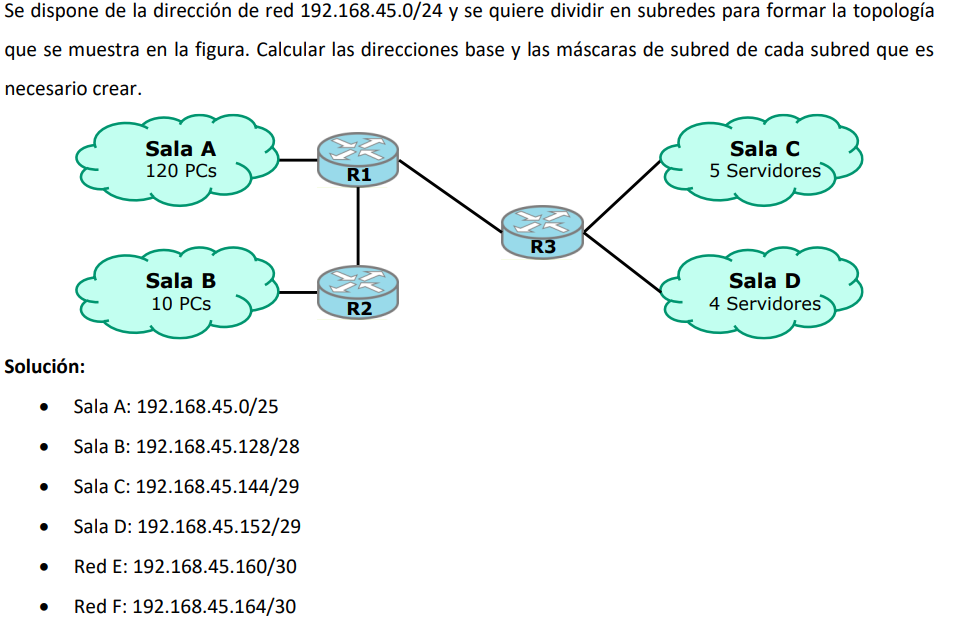 Se dispone de la dirección de red 192.168.45.0/24 y se quiere dividir en subredes para formar la topología
que se muestra en la figura. Calcular las direcciones base y las máscaras de subred de cada subred que es
necesario crear.
Sala A
120 PCs
R1
Sala C
5 Servidores
R3
Sala B
10 PCs
R2
Sala D
4 Servidores
Solución:
• Sala A: 192.168.45.0/25
• Sala B: 192.168.45.128/28
• Sala C: 192.168.45.144/29
• Sala D: 192.168.45.152/29
• Red E: 192.168.45.160/30
• Red F: 192.168.45.164/30